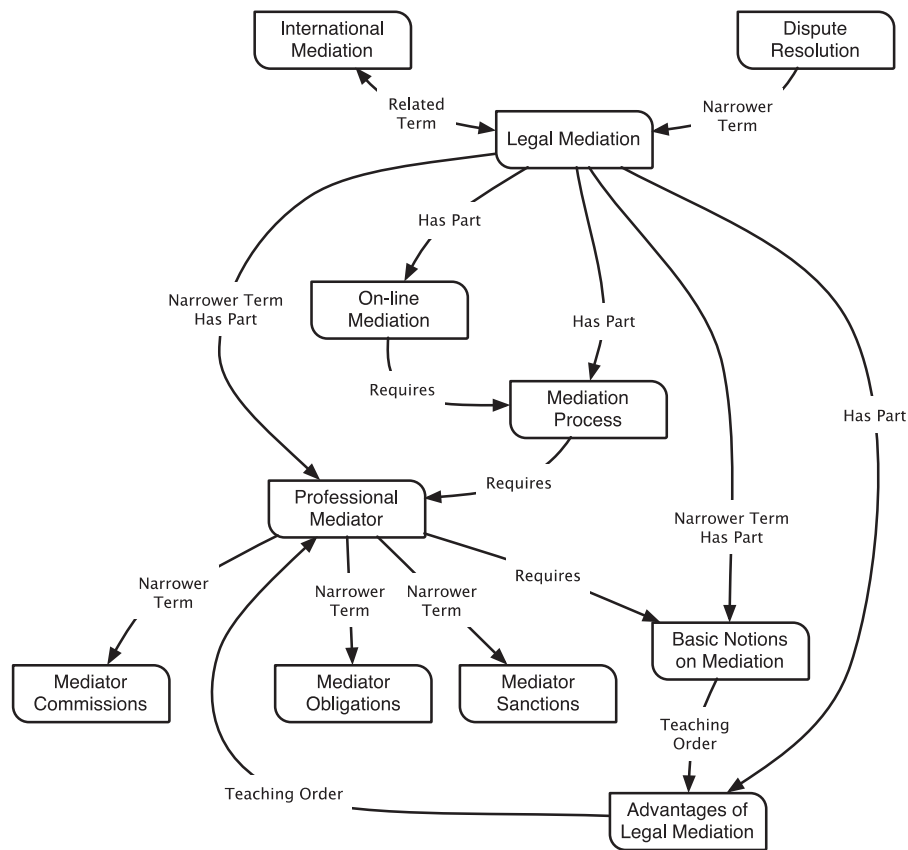 International
Mediation
Dispute
Resolution
Related
Term
Narrower
Term
Legal Mediation
Has Part
On-line
Mediation
Narrower Term
Has Part
Has Part
Requires
Mediation
Process
Has Part
Requires
Professional
Mediator
Narrower Term
Has Part
Narrower
Term
Narrower
Term
Narrower
Term
Requires
Basic Notions
on Mediation
Mediator
Commissions
Mediator
Obligations
Mediator
Sanctions
Teaching
Order
Teaching Order
Advantages of
Legal Mediation